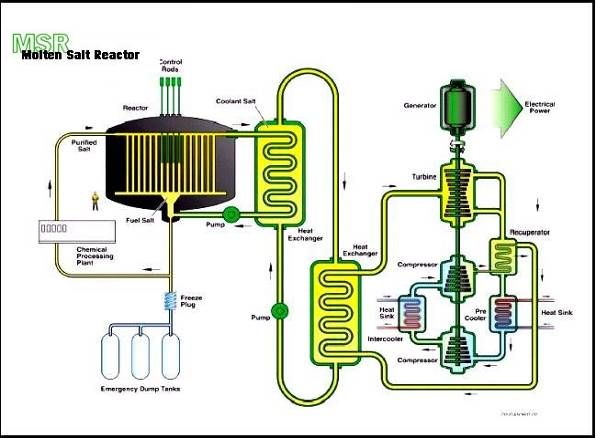 MSR
Molten Salt Reactor
Control
Rods
Reactor
Coolant Salt
Generator
Electrical
Power
Purified
Salt
Turbine
Fuel Salt
Pump
Heat
Exchanger
Chemical
Processing
Plant
Heat
Exchanger
Recuperator
Compressor
Freeze
Plug
Pump
Heat
Sink
Pre
Cooler
Heat Sink
Intercooler
Compressor
Emergency Dump Tanks